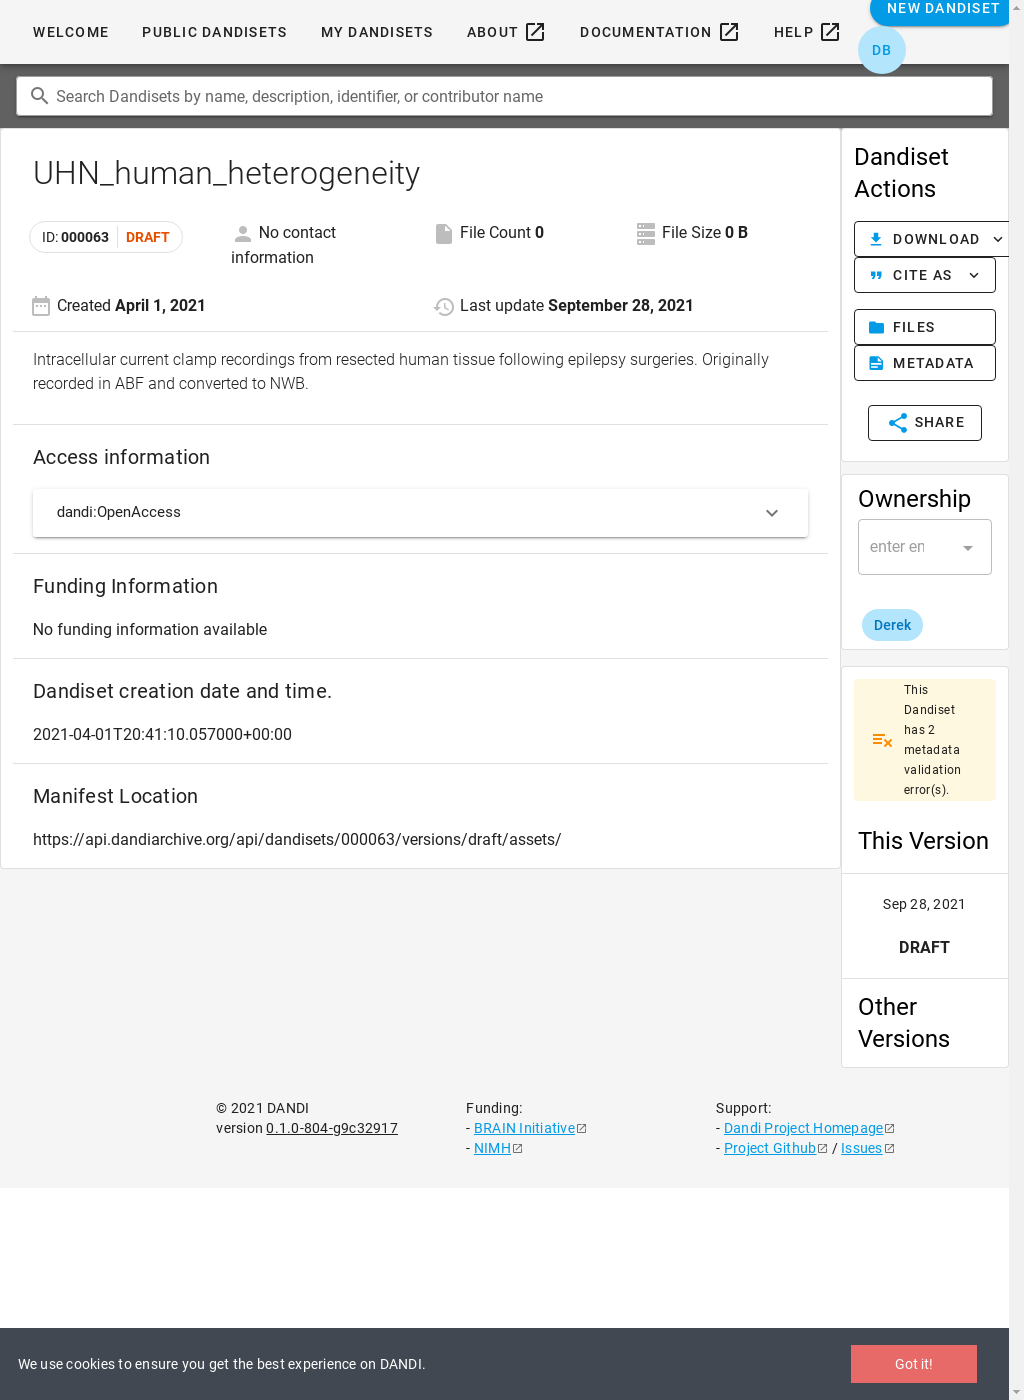 WELCOME PUBLIC DANDISETS MY DANDISETS ABOUT DOCUMENTATION HELP NEW DANDISET
DB
Search Dandisets by name, description, identifier, or contributor name
UHN_human_heterogeneity
ID: 000063 DRAFT
No contact information
File Count 0
File Size 0 B
Created April 1, 2021
Last update September 28, 2021
Intracellular current clamp recordings from resected human tissue following epilepsy surgeries. Originally
recorded in ABF and converted to NWB.
Access information
dandi:OpenAccess
Funding Information
No funding information available
Dandiset creation date and time.
2021-04-01T20:41:10.057000+00:00
Manifest Location
https://api.dandiarchive.org/api/dandisets/000063/versions/draft/assets/
Dandiset
Actions
DOWNLOAD
CITE AS
FILES
METADATA
SHARE
Ownership
enter en
Derek
This
Dandiset
has 2
metadata
validation
error(s).
This Version
Sep 28, 2021
DRAFT
Other
Versions
© 2021 DANDI
version 0.1.0-804-g9c32917
Funding:
- BRAIN Initiative
- NIMH
Support:
- Dandi Project Homepage
- Project Github / Issues
We use cookies to ensure you get the best experience on DANDI.
Got it!